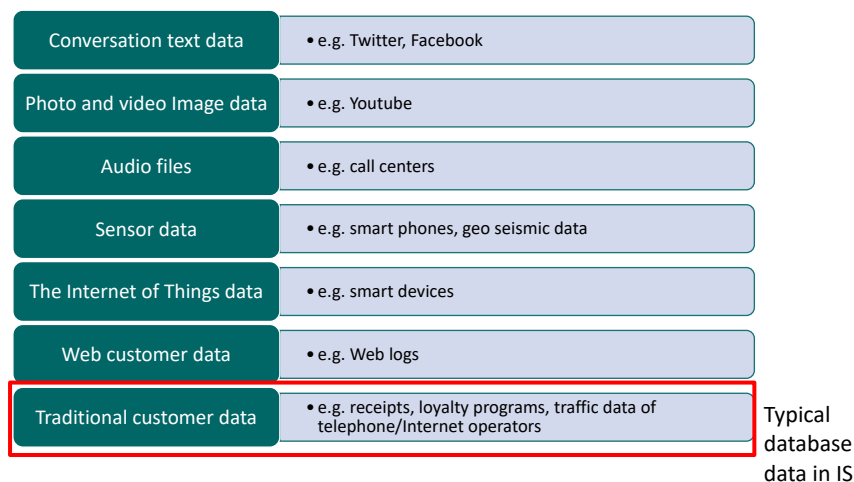 Conversation text data
• e.g. Twitter, Facebook
Photo and video Image data
• e.g. Youtube
Audio files
• e.g. call centers
Sensor data
• e.g. smart phones, geo seismic data
The Internet of Things data
• e.g. smart devices
Web customer data
• e.g. Web logs
Traditional customer data
• e.g. receipts, loyalty programs, traffic data of
telephone/Internet operators
Typical
database
data in IS